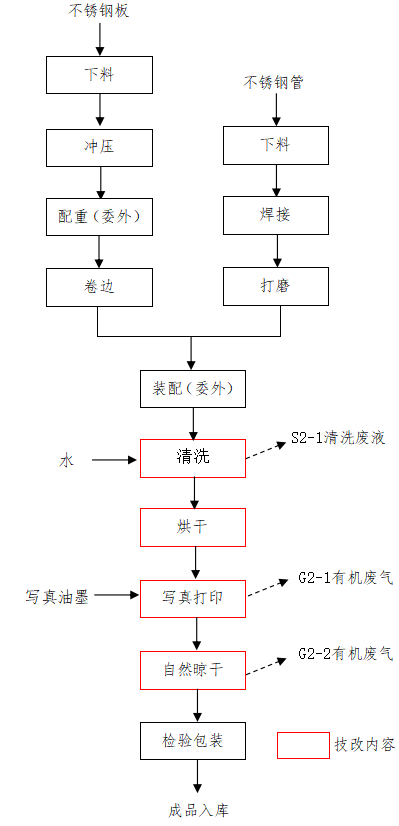 不锈钢板
下料
冲压
配重(委外)
卷边
不锈钢管
下料
焊接
打磨
装配(委外)
水
清洗
S2-1清洗废液
烘干
写真油墨
写真打印
G2-1有机废气
自然晾干
G2-2有机废气
检验包装
技改内容
成品入库